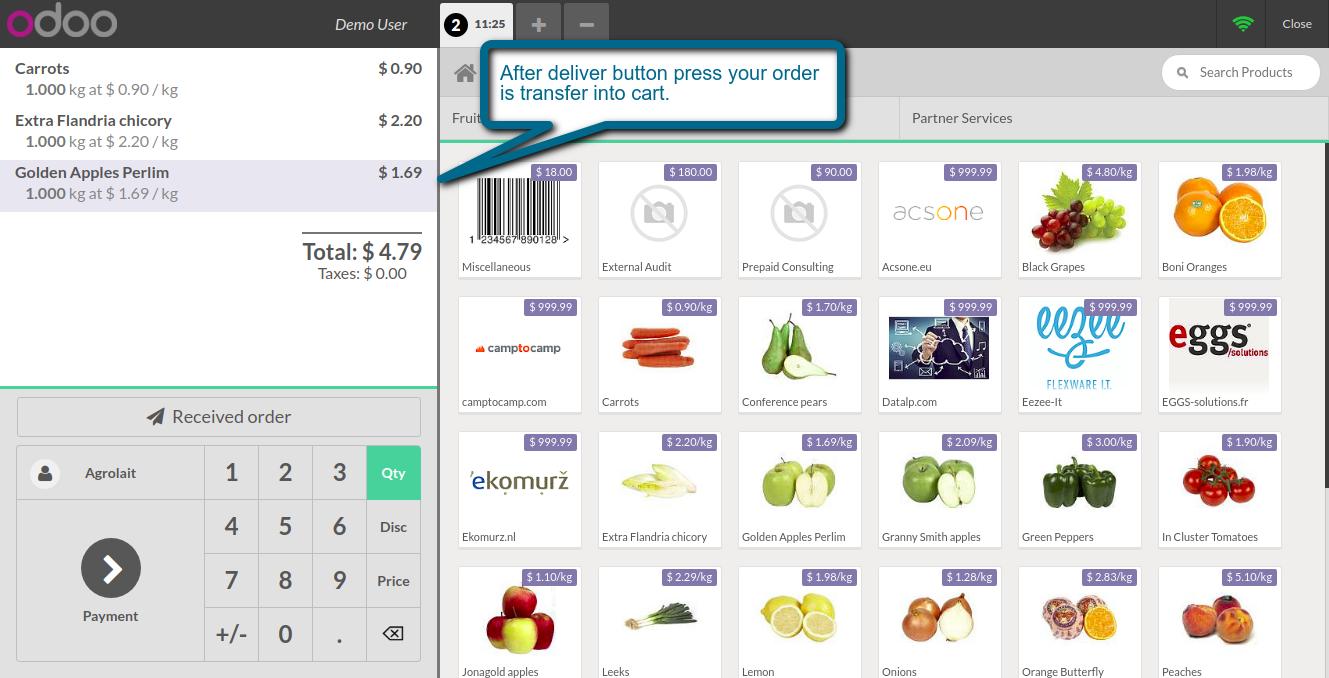 odoo
Demo User
2 11:25
Close
After deliver button press your order
is transfer into cart.
Search Products
Fruit
Partner Services
Carrots $ 0.90
1.000 kg at $ 0.90 / kg
Extra Flandria chicory $ 2.20
1.000 kg at $ 2.20 / kg
Golden Apples Perlim $ 1.69
1.000 kg at $ 1.69 / kg
Total: $ 4.79
Taxes: $ 0.00
Received order
Agrolait
1 2 3 Qty
4 5 6 Disc
7 8 9 Price
+/- 0 .
Payment
$ 18.00
1 234567 890128 >
Miscellaneous
$ 180.00
External Audit
$ 90.00
Prepaid Consulting
$ 999.99
acsone
Acsone.eu
$ 4.80/kg
Black Grapes
$ 1.98/kg
Boni Oranges
$ 999.99
camptocamp
camptocamp.com
$ 0.90/kg
Carrots
$ 1.70/kg
Conference pears
$ 999.99
Datalp.com
$ 999.99
eezee
FLEXWARE I.T.
Eezee-It
$ 999.99
eggs
/solutions
EGGS-solutions.fr
$ 999.99
ekomurž
Ekomurz.nl
$ 2.20/kg
Extra Flandria chicory
$ 1.69/kg
Golden Apples Perlim
$ 2.09/kg
Granny Smith apples
$ 3.00/kg
Green Peppers
$ 1.90/kg
In Cluster Tomatoes
$ 1.10/kg
Jonagold apples
$ 2.29/kg
Leeks
$ 1.98/kg
Lemon
$ 1.28/kg
Onions
$ 2.83/kg
Orange Butterfly
$ 5.10/kg
Peaches